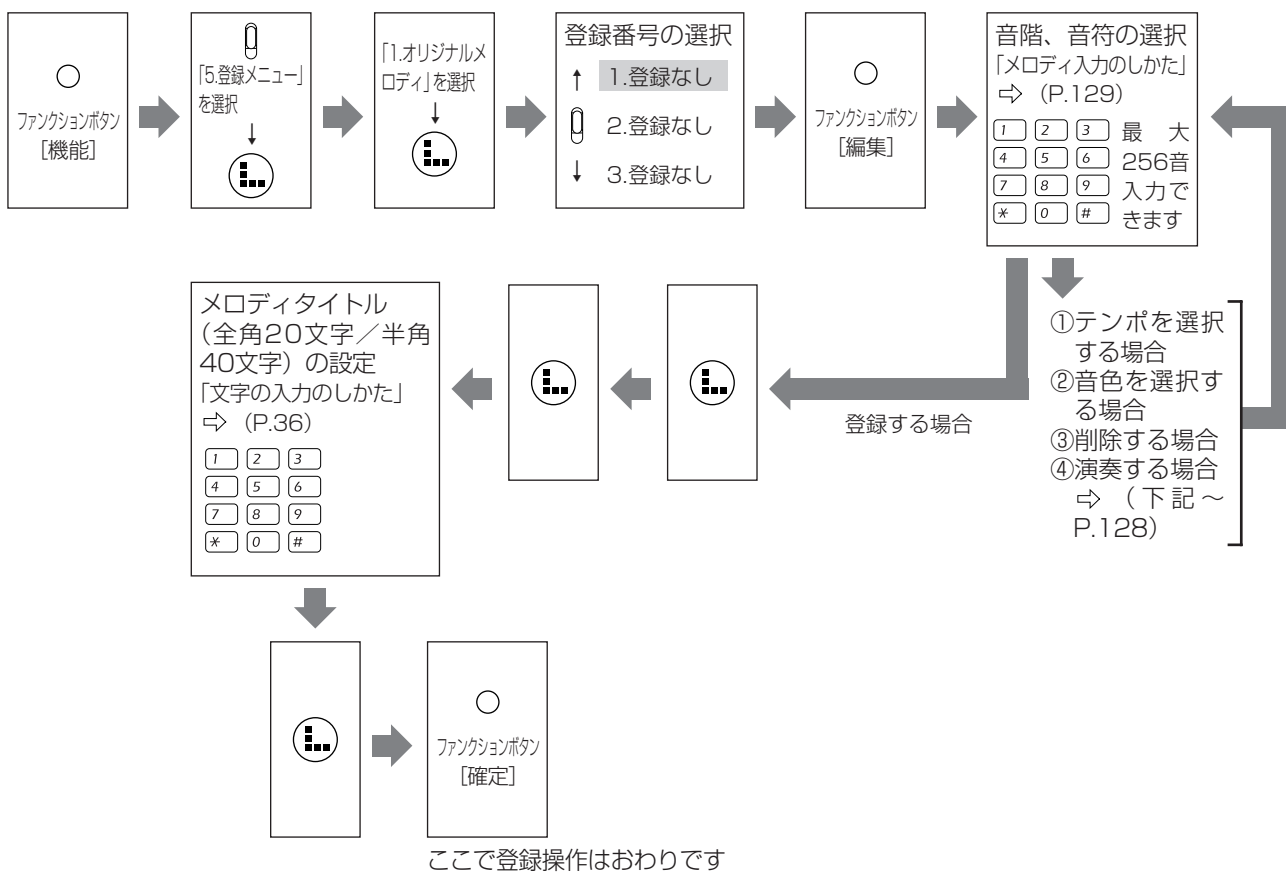 ファンクションボタン
［機能］
「5.登録メニュー」
を選択
「1.オリジナルメ
ロディ」を選択
登録番号の選択
1.登録なし
2.登録なし
3.登録なし
ファンクションボタン
［編集］
音階、音符の選択
「メロディ入力のしかた」
⇨ （P.129）
1 2 3
4 5 6
7 8 9
* 0 #
最　大
256音
入力で
きます
①テンポを選択
する場合
②音色を選択す
る場合
③削除する場合
④演奏する場合
⇨ （下記～
P.128）
登録する場合
メロディタイトル
（全角20文字／半角
40文字）の設定
「文字の入力のしかた」
⇨ （P.36）
1 2 3
4 5 6
7 8 9
* 0 #
ファンクションボタン
［確定］
ここで登録操作はおわりです